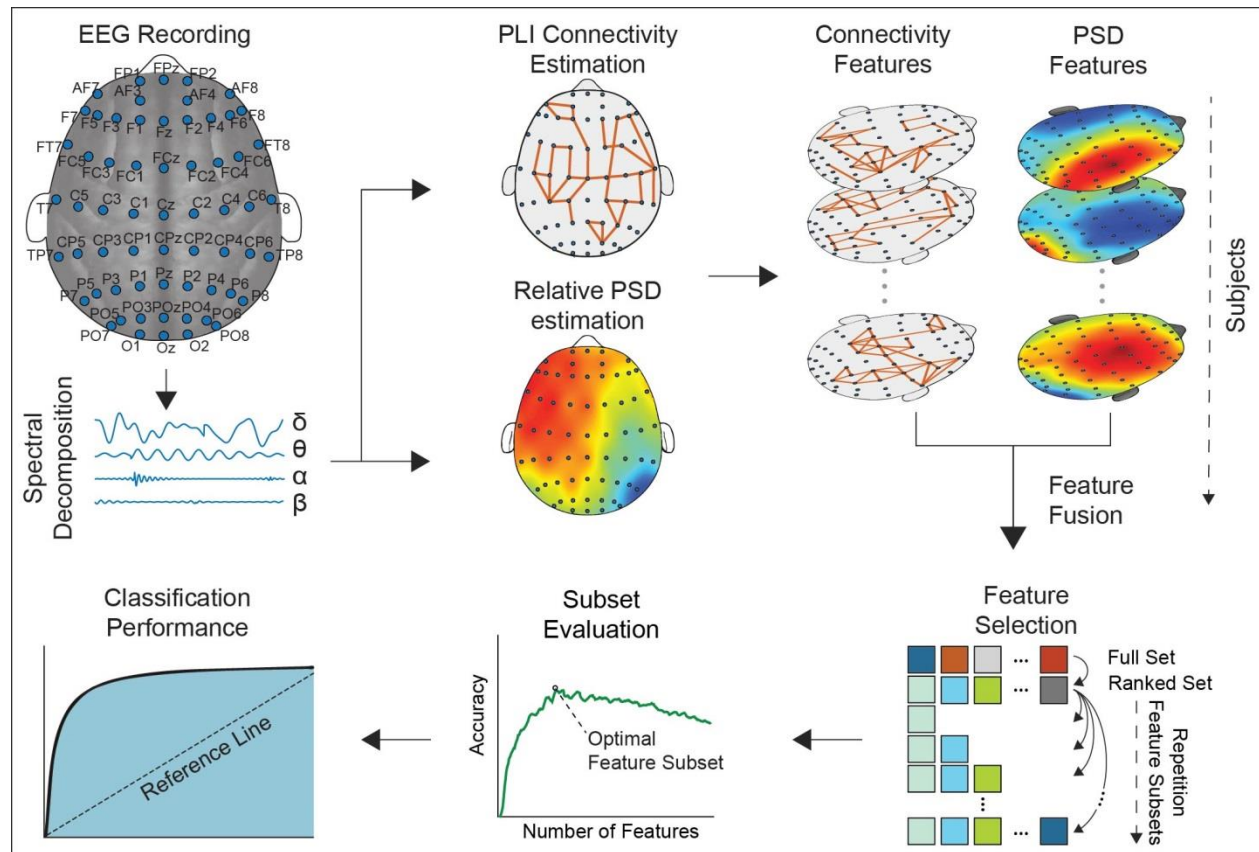 EEG Recording
FPz
FP1 FP2
AF7 AF3 AF4 AF8
F7 F5 F3 F1 Fz F2 F4 F6 F8
FT7 FT8
FC5 FC3 FC1 FCz FC2 FC4 FC6
T7 C5 C3 C1 Cz C2 C4 C6 T8
TP7 CP5 CP3 CP1 CPz CP2 CP4 CP6 TP8
P7 P5 P3 P1 Pz P2 P4 P6 P8
PO7 PO5 PO3 POz PO4 PO6 PO8
O1 Oz O2
Spectral
Decomposition
δ
θ
α
β
PLI Connectivity
Estimation
Relative PSD
estimation
Connectivity
Features
PSD
Features
Subjects
Feature
Fusion
Feature
Selection
Full Set
Ranked Set
Repetition
Feature Subsets
...
...
...
...
...
Subset
Evaluation
Accuracy
Optimal
Feature Subset
Number of Features
Classification
Performance
Reference Line